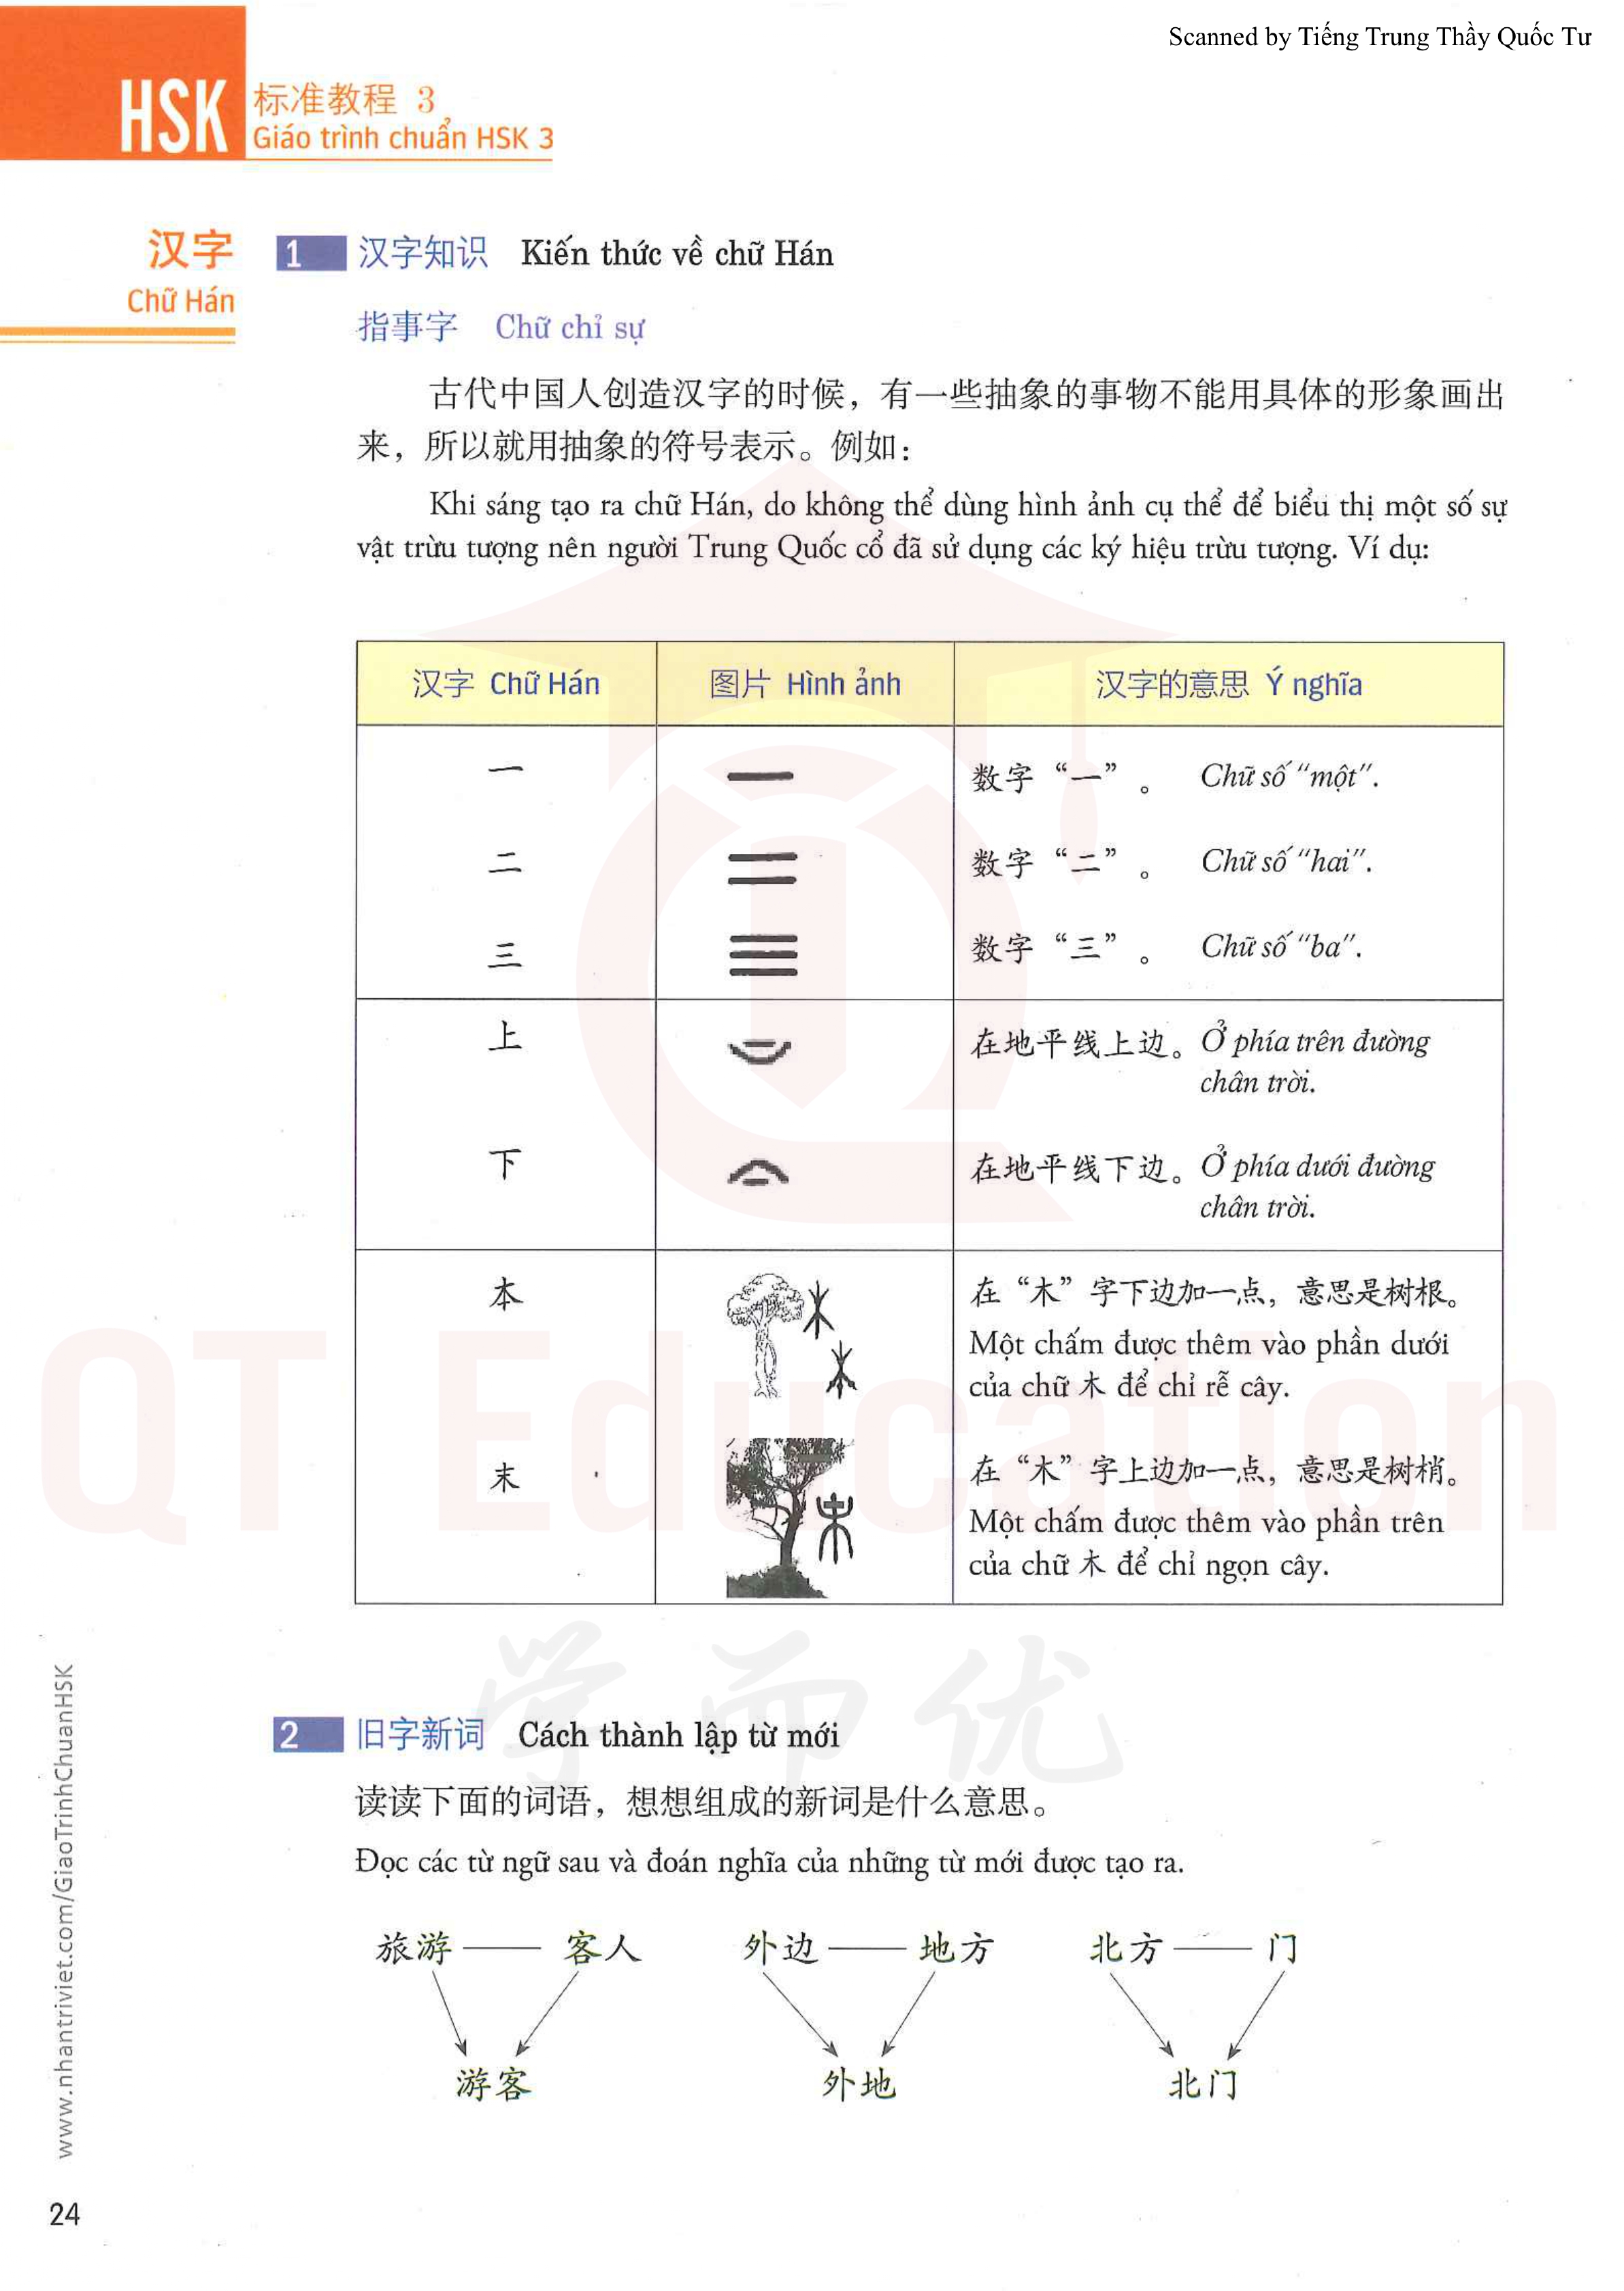 Scanned by Tiếng Trung Thầy Quốc Tư
HSK 标准教程 3
Giáo trình chuẩn HSK 3
汉字
Chữ Hán
1 汉字知识 Kiến thức về chữ Hán
指事字 Chữ chỉ sự
古代中国人创造汉字的时候，有一些抽象的事物不能用具体的形象画出
来，所以就用抽象的符号表示。例如：
Khi sáng tạo ra chữ Hán, do không thể dùng hình ảnh cụ thể để biểu thị một số sự
vật trừu tượng nên người Trung Quốc cổ đã sử dụng các ký hiệu trừu tượng. Ví dụ:
汉字 Chữ Hán 图片 Hình ảnh 汉字的意思 Ý nghĩa
一 数字“一”。 Chữ số "một".
二 数字“二”。 Chữ số "hai".
三 数字“三”。 Chữ số "ba".
上 在地平线上边。 Ở phía trên đường
chân trời.
下 在地平线下边。 Ở phía dưới đường
chân trời.
本 在“木”字下边加一点，意思是树根。
Một chấm được thêm vào phần dưới
của chữ 木 để chỉ rễ cây.
末 在“木”字上边加一点，意思是树梢。
Một chấm được thêm vào phần trên
của chữ 木 để chỉ ngọn cây.
QT Education
学而优
2 旧字新词 Cách thành lập từ mới
读读下面的词语，想想组成的新词是什么意思。
Đọc các từ ngữ sau và đoán nghĩa của những từ mới được tạo ra.
旅游 客人 外边 地方 北方 门
游客 外地 北门
www.nhantriviet.com/GiaoTrinhChuanHSK
24